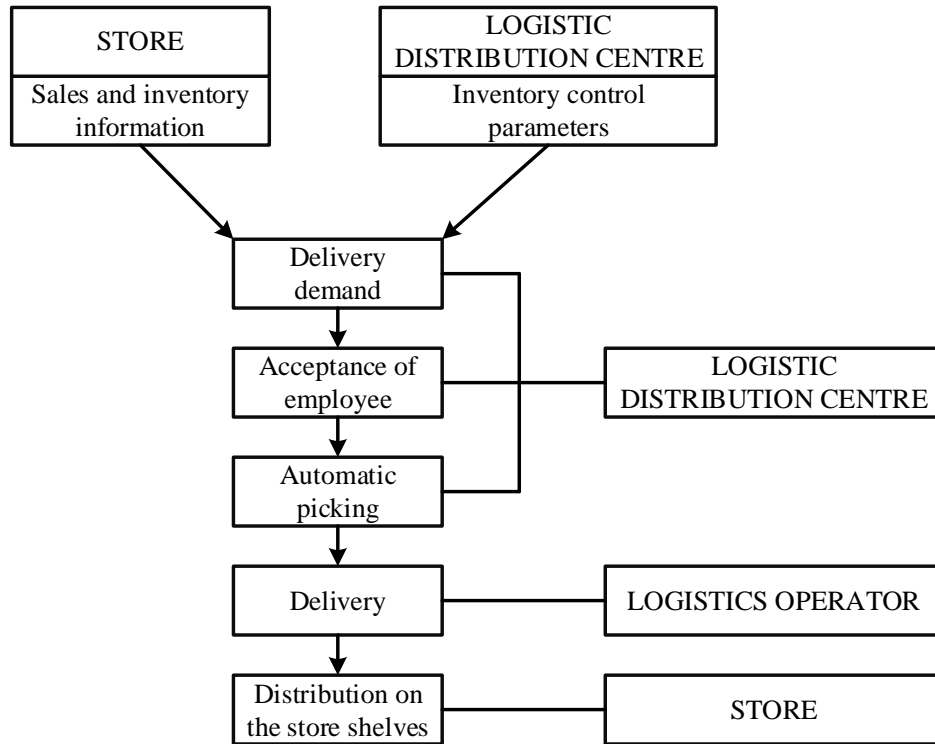 STORE
Sales and inventory
information
LOGISTIC
DISTRIBUTION CENTRE
Inventory control
parameters
Delivery
demand
Acceptance of
employee
LOGISTIC
DISTRIBUTION CENTRE
Automatic
picking
Delivery
LOGISTICS OPERATOR
Distribution on
the store shelves
STORE